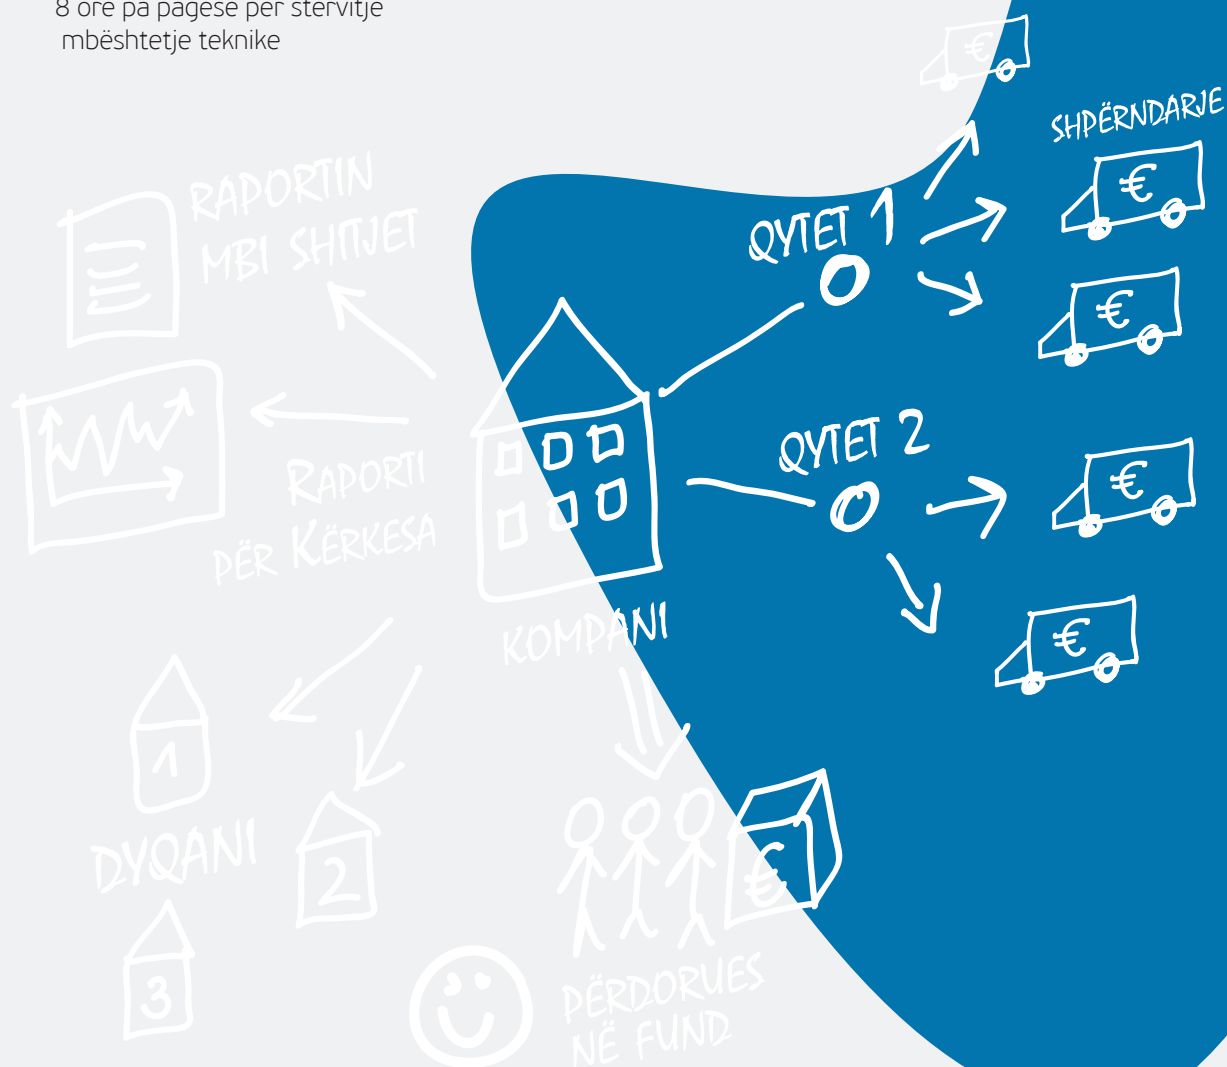 8 orë pa pagesë për stërvitje
mbështetje teknike
€
SHPËRNDARJE
€
RAPORTIN
MBI SHITJET
QYTET 1
€
QYTET 2
€
RAPORTI
PËR KËRKESA
KOMPANI
€
1
DYQANI
2
€
3
PËRDORUES
NË FUND